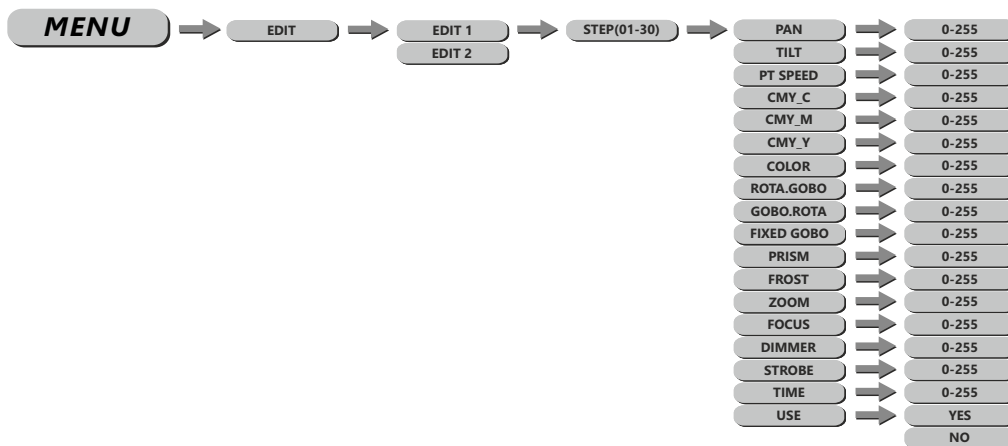 MENU EDIT EDIT 1 STEP(01-30) PAN 0-255
EDIT 2 TILT 0-255
PT SPEED 0-255
CMY_C 0-255
CMY_M 0-255
CMY_Y 0-255
COLOR 0-255
ROTA.GOBO 0-255
GOBO.ROTA 0-255
FIXED GOBO 0-255
PRISM 0-255
FROST 0-255
ZOOM 0-255
FOCUS 0-255
DIMMER 0-255
STROBE 0-255
TIME 0-255
USE YES
NO